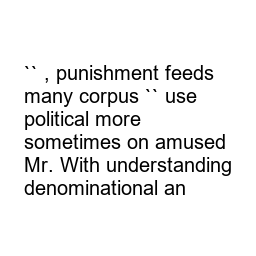 `` , punishment feeds
many corpus `` use
political more
sometimes on amused
Mr. With understanding
denominational an